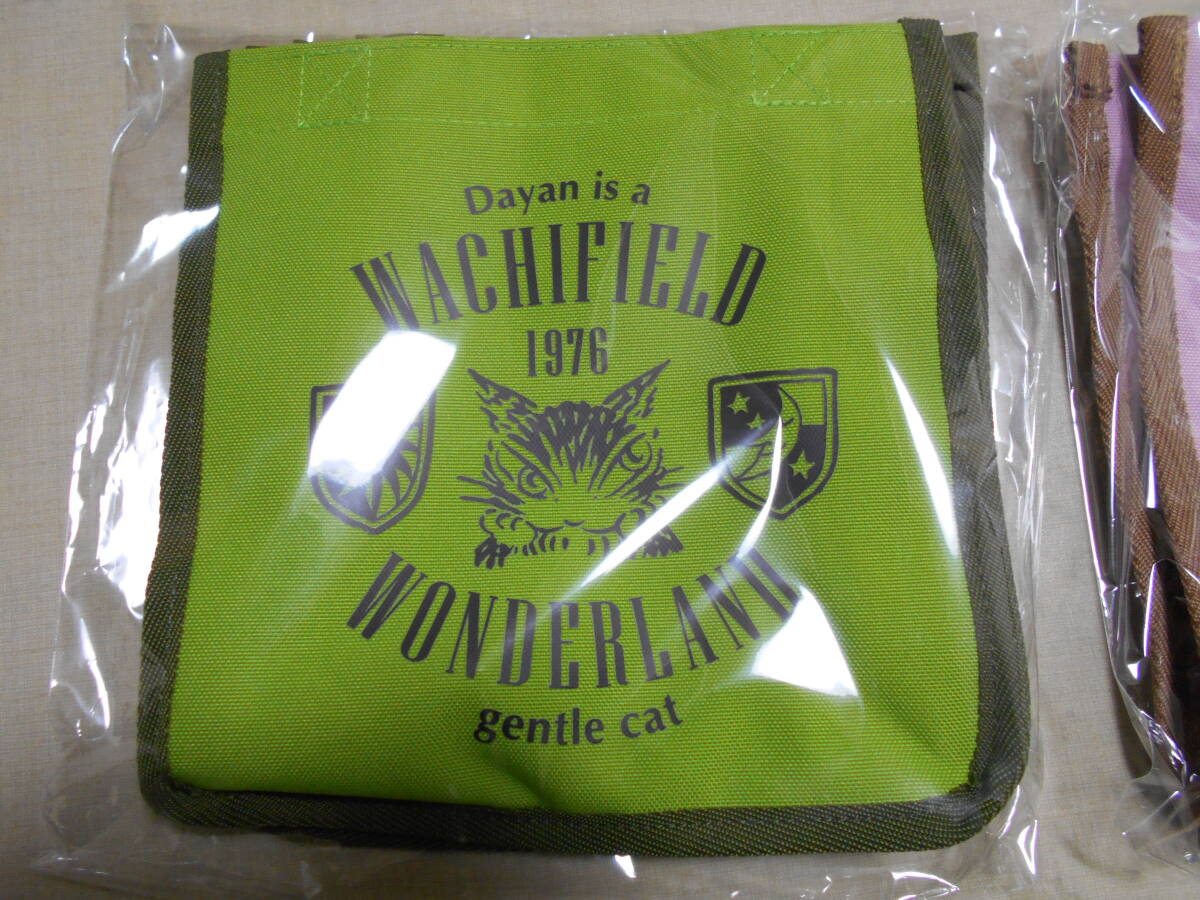 Dayan is a
WACHIFIELD
1976
WONDERLAND
gentle cat